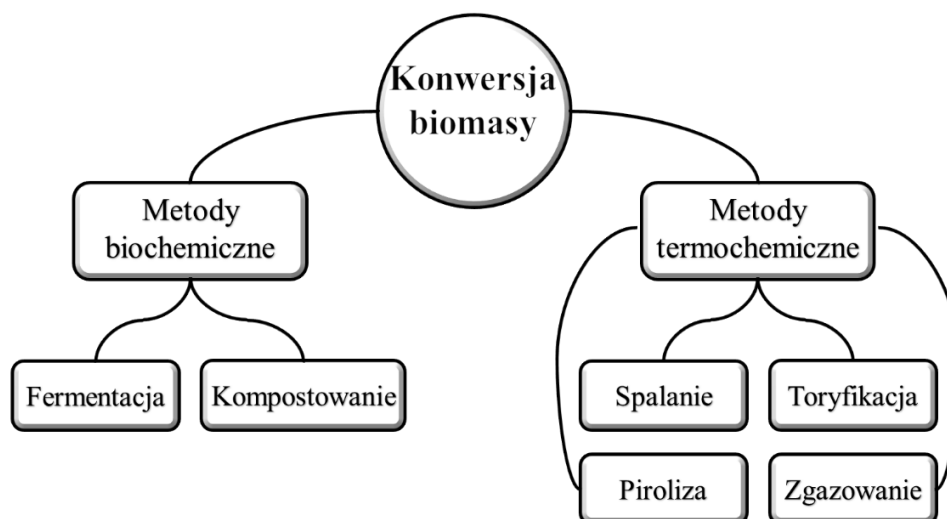 Konwersja
biomasy
Metody
biochemiczne
Metody
termochemiczne
Fermentacja
Kompostowanie
Spalanie
Toryfikacja
Piroliza
Zgazowanie